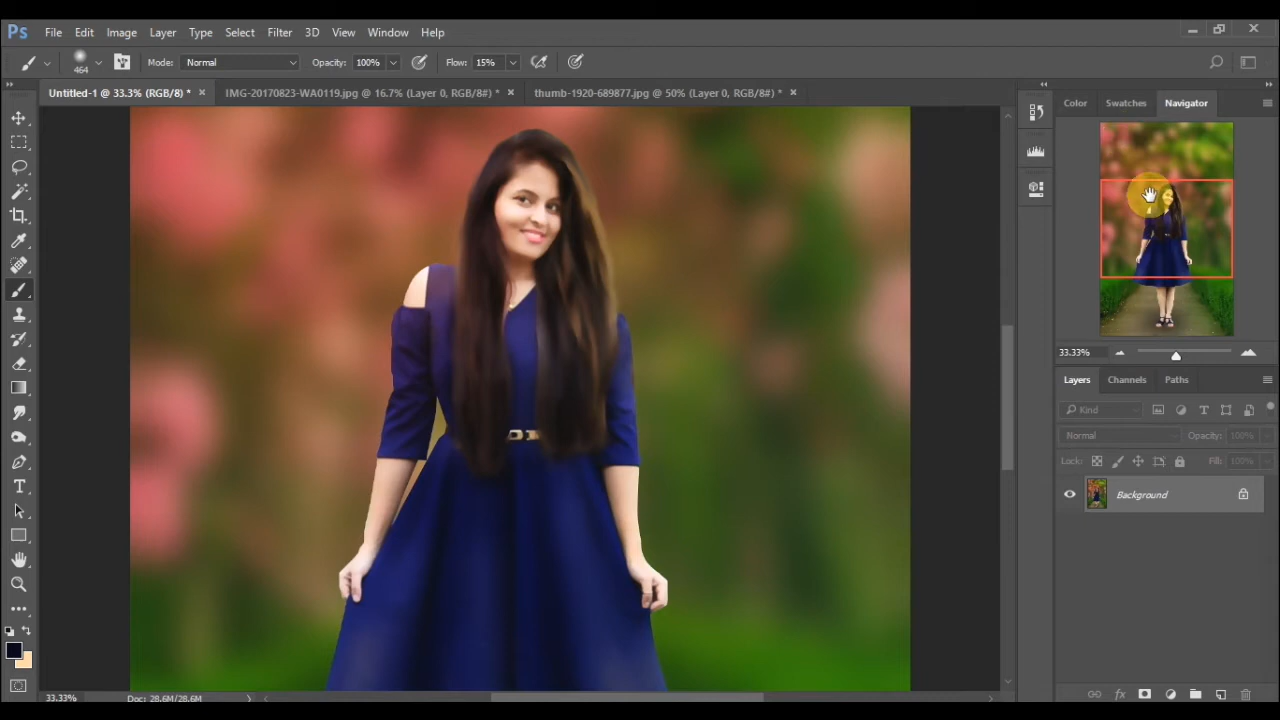 Ps File Edit Image Layer Type Select Filter 3D View Window Help
464 Mode: Normal Opacity: 100% Flow: 15%
Untitled-1 @ 33.3% (RGB/8) * × IMG-20170823-WA0119.jpg @ 16.7% (Layer 0, RGB/8#) * × thumb-1920-689877.jpg @ 50% (Layer 0, RGB/8#) * ×
Color Swatches Navigator
33.33%
Layers Channels Paths
Kind
Normal Opacity: 100%
Lock: Fill: 100%
Background
33.33% Doc: 28.6M/28.6M